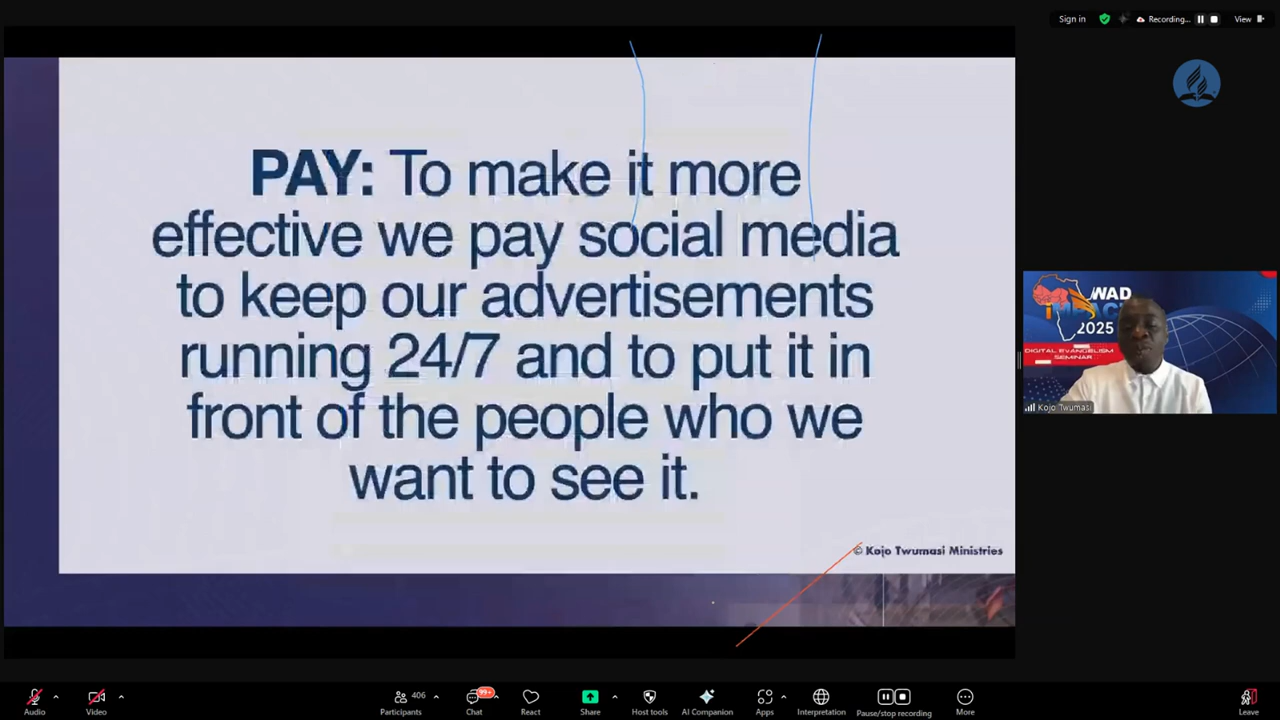 Sign in
Recording...
View
PAY: To make it more
effective we pay social media
to keep our advertisements
running 24/7 and to put it in
front of the people who we
want to see it.
© Kojo Twumasi Ministries
WAD
2025
DIGITAL EVANGELISM
SEMINAR
Kojo Twumasi
406
99+
Audio
Video
Participants
Chat
React
Share
Host tools
AI Companion
Apps
Interpretation
Pause/stop recording
More
Leave